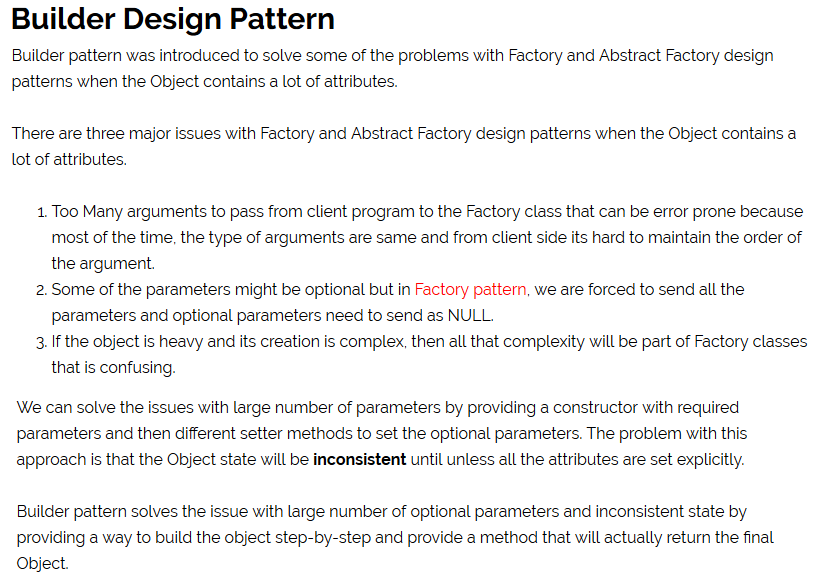 Builder Design Pattern
Builder pattern was introduced to solve some of the problems with Factory and Abstract Factory design
patterns when the Object contains a lot of attributes.
There are three major issues with Factory and Abstract Factory design patterns when the Object contains a
lot of attributes.
1. Too Many arguments to pass from client program to the Factory class that can be error prone because
most of the time, the type of arguments are same and from client side its hard to maintain the order of
the argument.
2. Some of the parameters might be optional but in Factory pattern, we are forced to send all the
parameters and optional parameters need to send as NULL.
3. If the object is heavy and its creation is complex, then all that complexity will be part of Factory classes
that is confusing.
We can solve the issues with large number of parameters by providing a constructor with required
parameters and then different setter methods to set the optional parameters. The problem with this
approach is that the Object state will be inconsistent until unless all the attributes are set explicitly.
Builder pattern solves the issue with large number of optional parameters and inconsistent state by
providing a way to build the object step-by-step and provide a method that will actually return the final
Object.